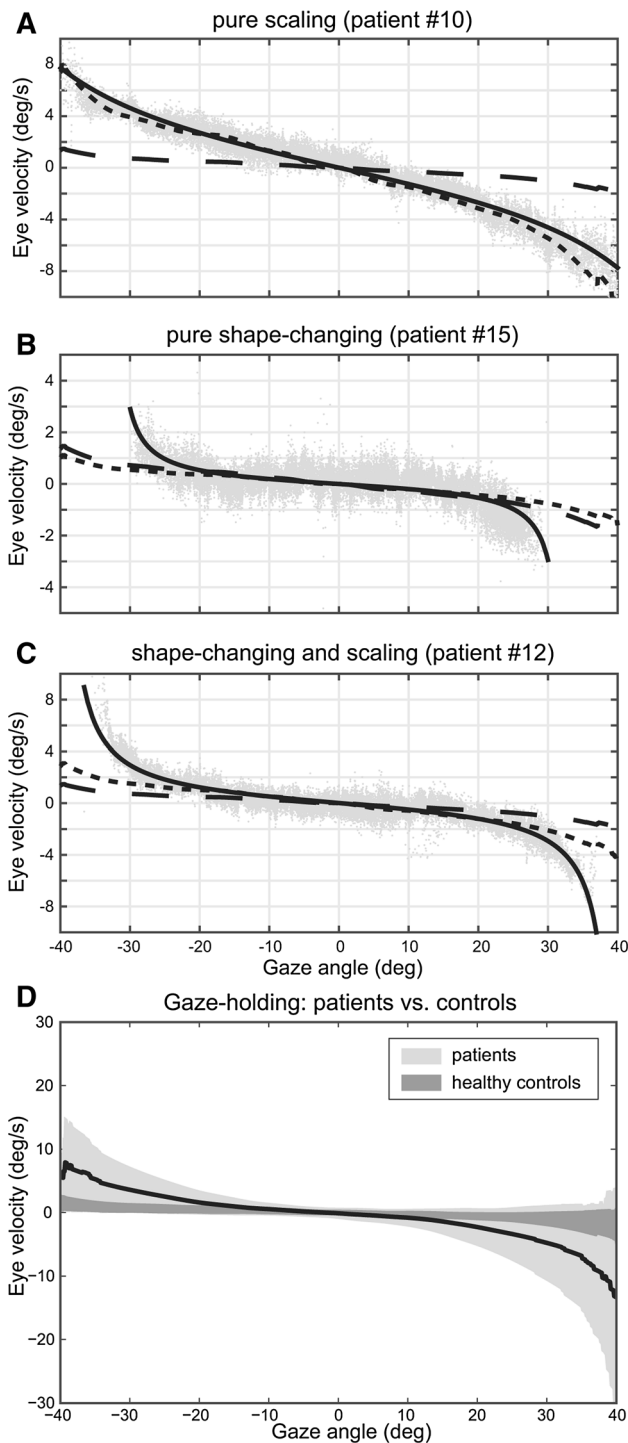 A
pure scaling (patient #10)
Eye velocity (deg/s)
8
4
0
-4
-8
B
pure shape-changing (patient #15)
Eye velocity (deg/s)
4
2
0
-2
-4
C
shape-changing and scaling (patient #12)
Eye velocity (deg/s)
8
4
0
-4
-8
-40 -30 -20 -10 0 10 20 30 40
Gaze angle (deg)
D
Gaze-holding: patients vs. controls
Eye velocity (deg/s)
30
20
10
0
−10
−20
−30
patients
healthy controls
−40 −30 −20 −10 0 10 20 30 40
Gaze angle (deg)